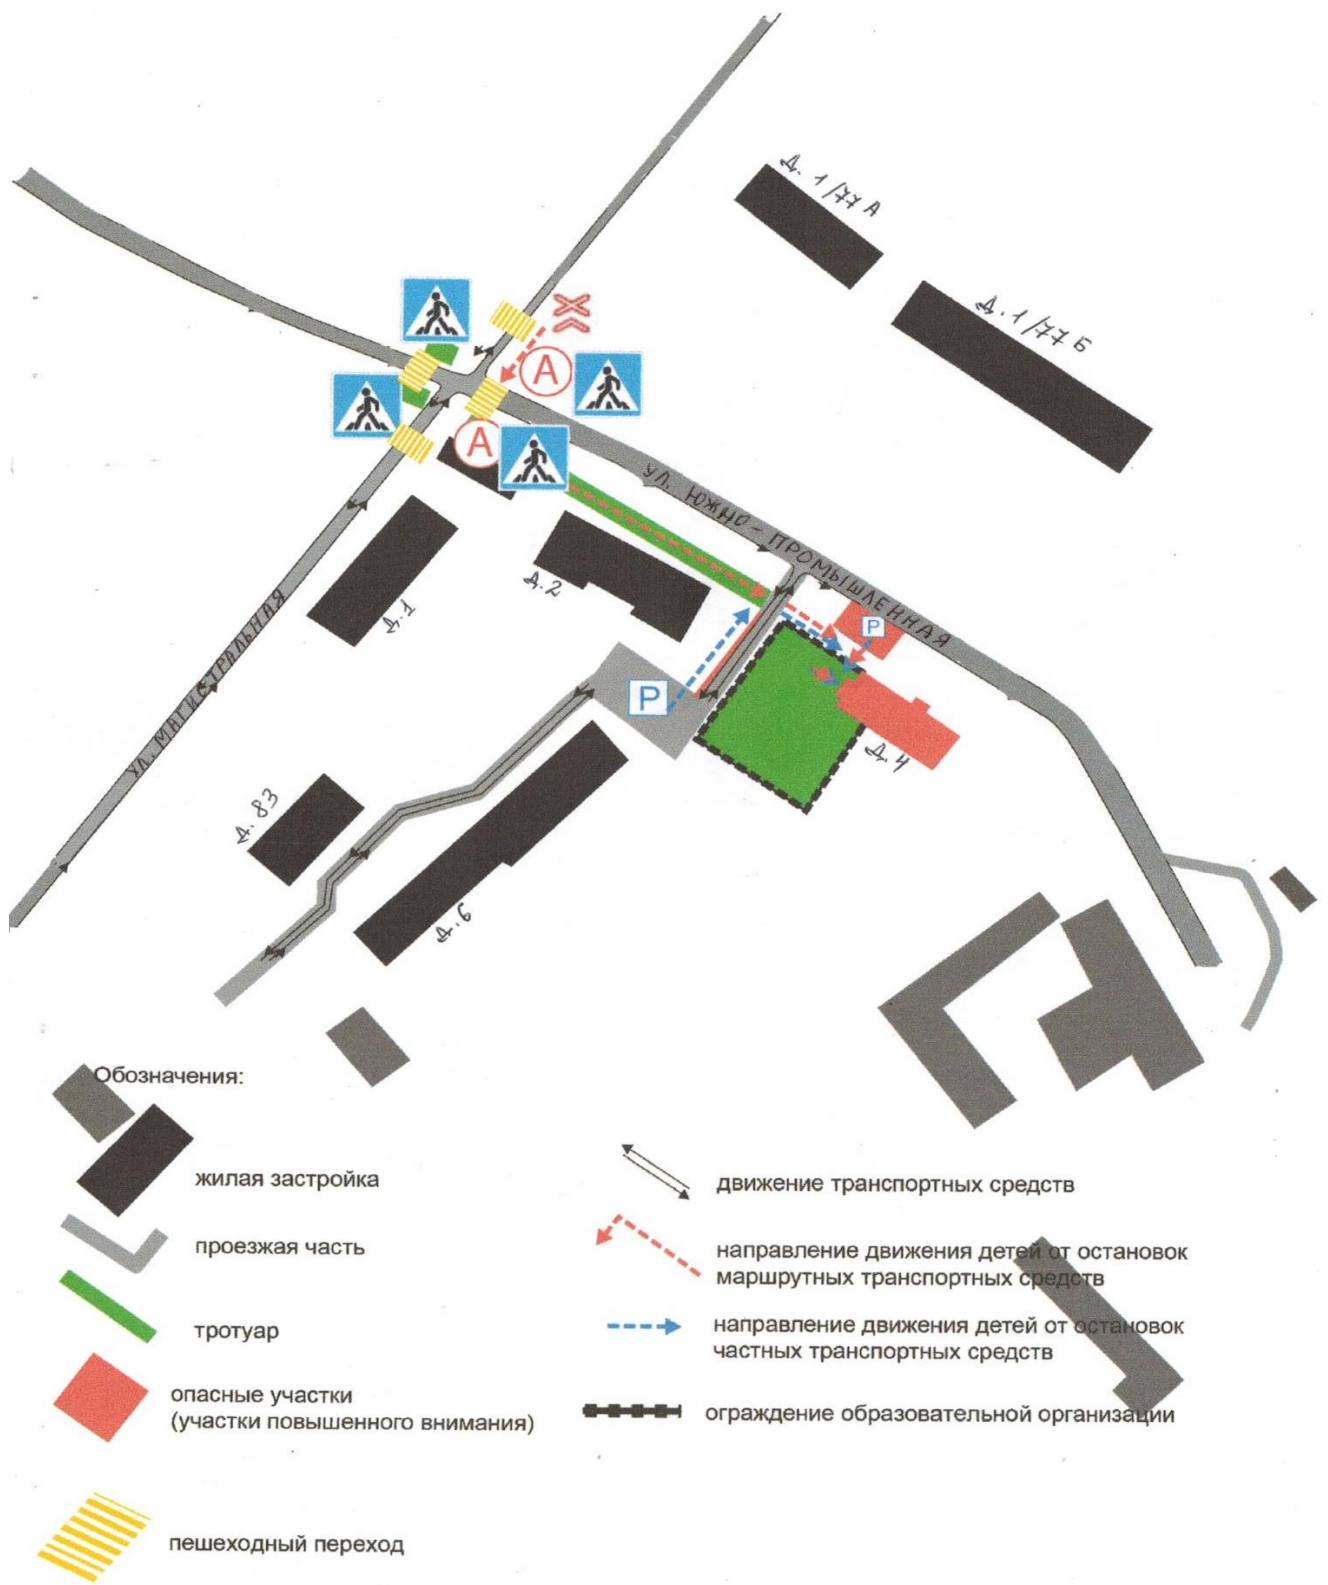 Д. 1/77 А
Д. 1/77 Б
А
А
УЛ. ЮЖНО-ПРОМЫШЛЕННАЯ
Д. 2
Д. 1
УЛ. МАГИСТРАЛЬНАЯ
P
P
Д. 4
Д. 83
Д. 6
Обозначения:
жилая застройка
проезжая часть
тротуар
опасные участки
(участки повышенного внимания)
пешеходный переход
движение транспортных средств
направление движения детей от остановок
маршрутных транспортных средств
направление движения детей от остановок
частных транспортных средств
ограждение образовательной организации